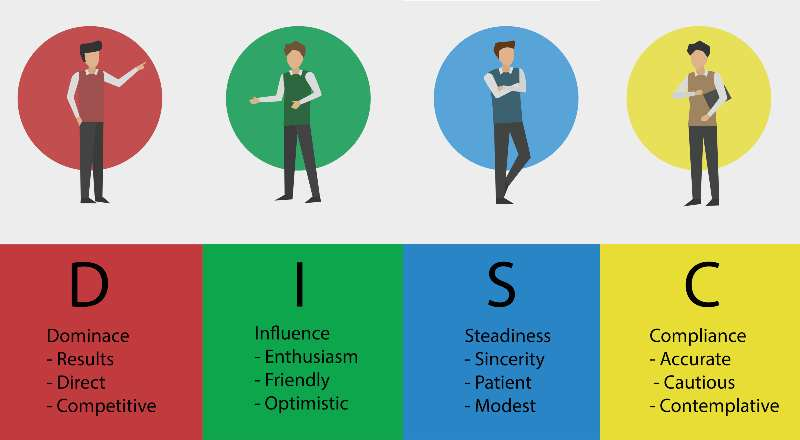 D
Dominace
- Results
- Direct
- Competitive
I
Influence
- Enthusiasm
- Friendly
- Optimistic
S
Steadiness
- Sincerity
- Patient
- Modest
C
Compliance
- Accurate
- Cautious
- Contemplative